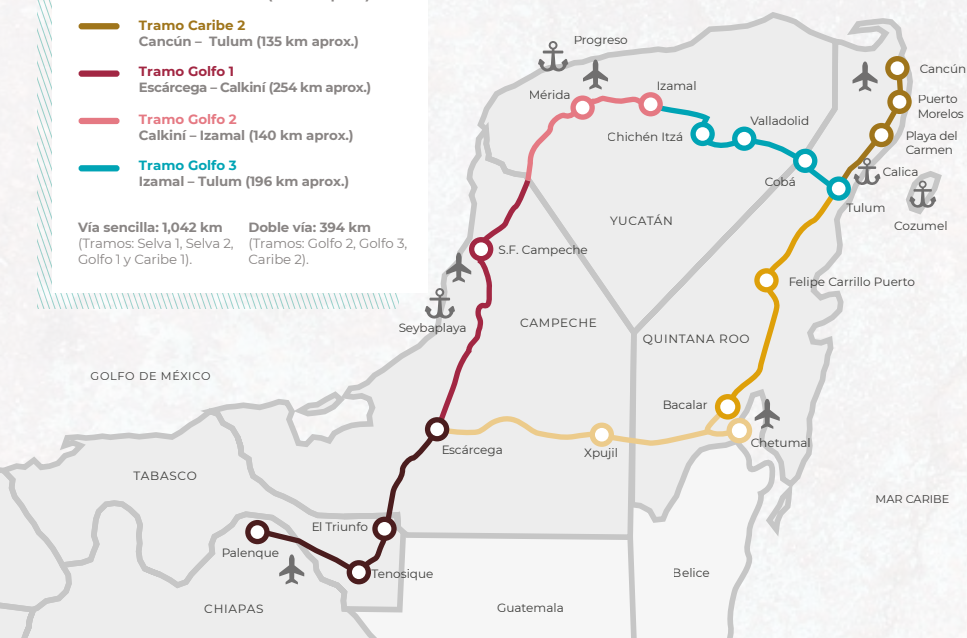 Tramo Caribe 2
Cancún – Tulum (135 km aprox.)
Tramo Golfo 1
Escárcega – Calkiní (254 km aprox.)
Tramo Golfo 2
Calkiní – Izamal (140 km aprox.)
Tramo Golfo 3
Izamal – Tulum (196 km aprox.)
Vía sencilla: 1,042 km
(Tramos: Selva 1, Selva 2,
Golfo 1 y Caribe 1).
Doble vía: 394 km
(Tramos: Golfo 2, Golfo 3,
Caribe 2).
Progreso
Mérida
Izamal
Chichén Itzá
Valladolid
Cobá
Cancún
Puerto
Morelos
Playa del
Carmen
Calica
Tulum
Cozumel
YUCATÁN
S.F. Campeche
Felipe Carrillo Puerto
Seybaplaya
CAMPECHE
QUINTANA ROO
GOLFO DE MÉXICO
Bacalar
Chetumal
Escárcega
Xpujil
TABASCO
MAR CARIBE
El Triunfo
Palenque
Tenosique
Belice
CHIAPAS
Guatemala